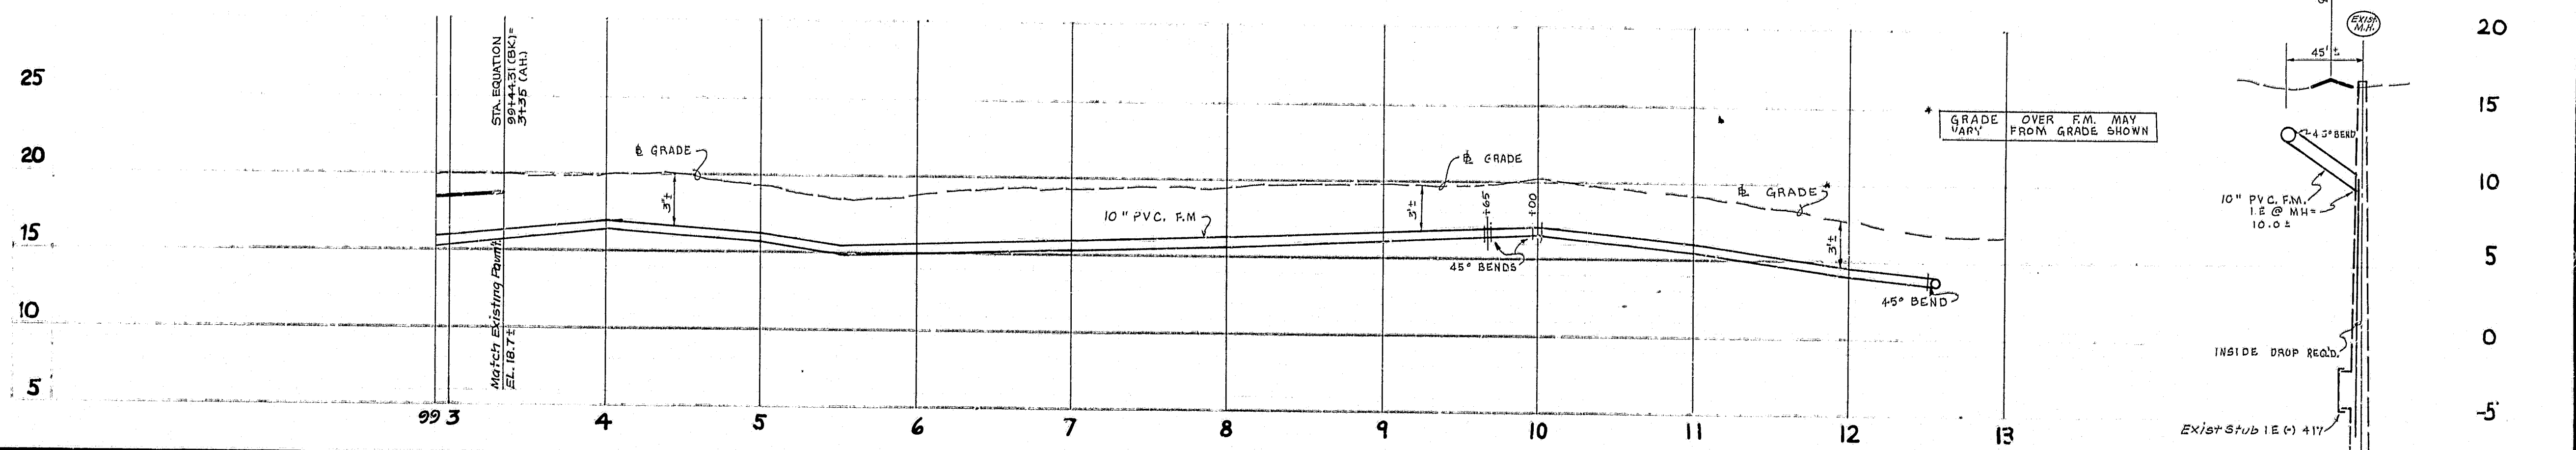 25
20
15
10
5
STA. EQUATION
99+44.31 (BK)=
3+35 (AH.)
Match Existing Pavmt.
EL. 18.7±
℄ GRADE
3'±
10" PVC. F.M
℄ GRADE
3'±
+65
+00
45° BENDS
℄ GRADE *
3'±
45° BEND
*
GRADE OVER F.M. MAY
VARY FROM GRADE SHOWN
99 3 4 5 6 7 8 9 10 11 12 13
EXIST.
M.H.
45'±
45° BEND
10" PVC. F.M.
I.E @ MH=
10.0±
INSIDE DROP REQ'D.
Exist Stub I E (-) 4.17
20
15
10
5
0
-5